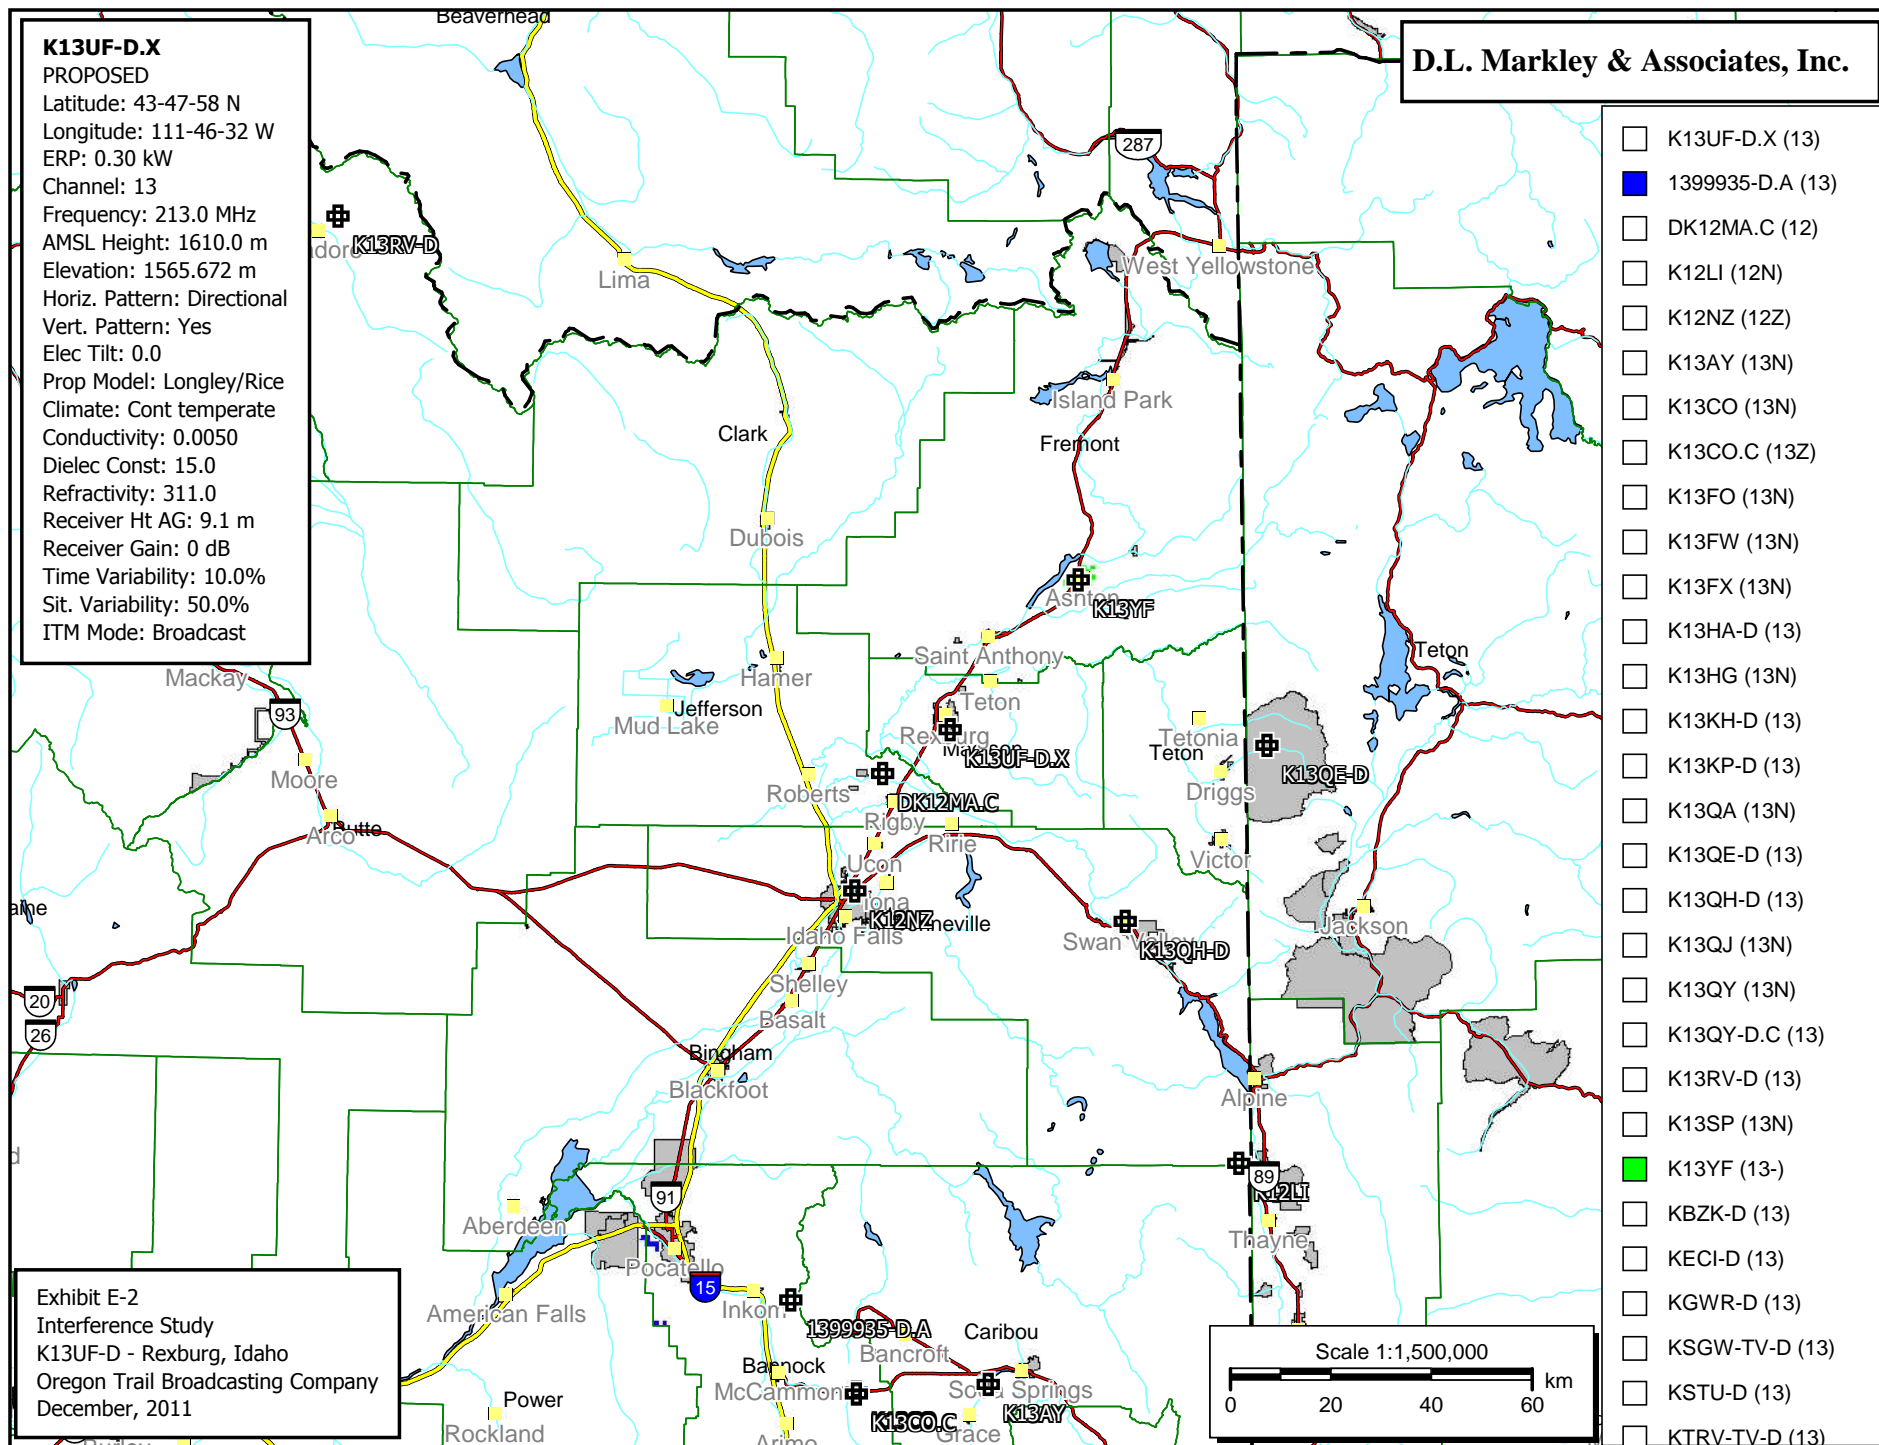 K13UF-D.X
PROPOSED
Latitude: 43-47-58 N
Longitude: 111-46-32 W
ERP: 0.30 kW
Channel: 13
Frequency: 213.0 MHz
AMSL Height: 1610.0 m
Elevation: 1565.672 m
Horiz. Pattern: Directional
Vert. Pattern: Yes
Elec Tilt: 0.0
Prop Model: Longley/Rice
Climate: Cont temperate
Conductivity: 0.0050
Dielec Const: 15.0
Refractivity: 311.0
Receiver Ht AG: 9.1 m
Receiver Gain: 0 dB
Time Variability: 10.0%
Sit. Variability: 50.0%
ITM Mode: Broadcast
D.L. Markley & Associates, Inc.
K13UF-D.X (13)
1399935-D.A (13)
DK12MA.C (12)
K12LI (12N)
K12NZ (12Z)
K13AY (13N)
K13CO (13N)
K13CO.C (13Z)
K13FO (13N)
K13FW (13N)
K13FX (13N)
K13HA-D (13)
K13HG (13N)
K13KH-D (13)
K13KP-D (13)
K13QA (13N)
K13QE-D (13)
K13QH-D (13)
K13QJ (13N)
K13QY (13N)
K13QY-D.C (13)
K13RV-D (13)
K13SP (13N)
K13YF (13-)
KBZK-D (13)
KECI-D (13)
KGWR-D (13)
KSGW-TV-D (13)
KSTU-D (13)
KTRV-TV-D (13)
Beaverhead
287
K13RV-D
Lima
West Yellowstone
Island Park
Clark
Fremont
Dubois
Ashton
K13YF
Saint Anthony
Teton
Mackay
93
Hamer
Jefferson
Mud Lake
Teton
Rexburg
K13UF-D.X
Tetonia
Teton
K13QE-D
Moore
Roberts
DK12MA.C
Driggs
Arco
Rigby
Ririe
Ucon
Victor
Iona
K12NZ
Idaho Falls
Swan Valley
K13QH-D
Jackson
Shelley
20
Basalt
26
Bingham
Blackfoot
Alpine
91
89
K12LI
Aberdeen
Thayne
Pocatello
15
American Falls
Inkom
1399935-D.A
Caribou
Bancroft
Bannock
McCammon
Soda Springs
Power
K13CO.C
K13AY
Rockland
Grace
Arimo
Burley
Exhibit E-2
Interference Study
K13UF-D - Rexburg, Idaho
Oregon Trail Broadcasting Company
December, 2011
Scale 1:1,500,000
0 20 40 60
km